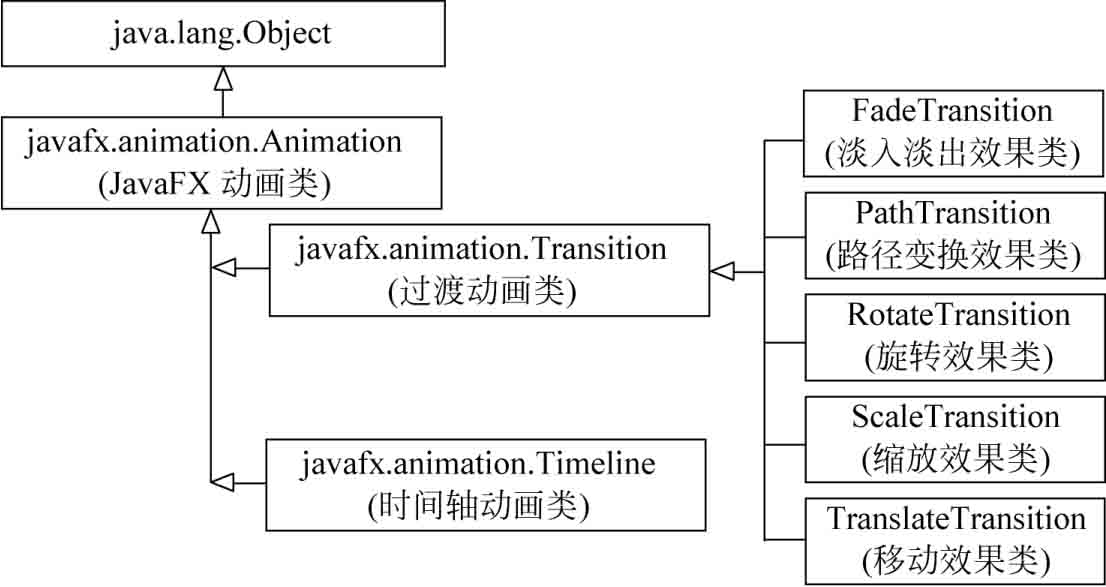 java.lang.Object
javafx.animation.Animation
(JavaFX 动画类)
javafx.animation.Transition
(过渡动画类)
javafx.animation.Timeline
(时间轴动画类)
FadeTransition
(淡入淡出效果类)
PathTransition
(路径变换效果类)
RotateTransition
(旋转效果类)
ScaleTransition
(缩放效果类)
TranslateTransition
(移动效果类)